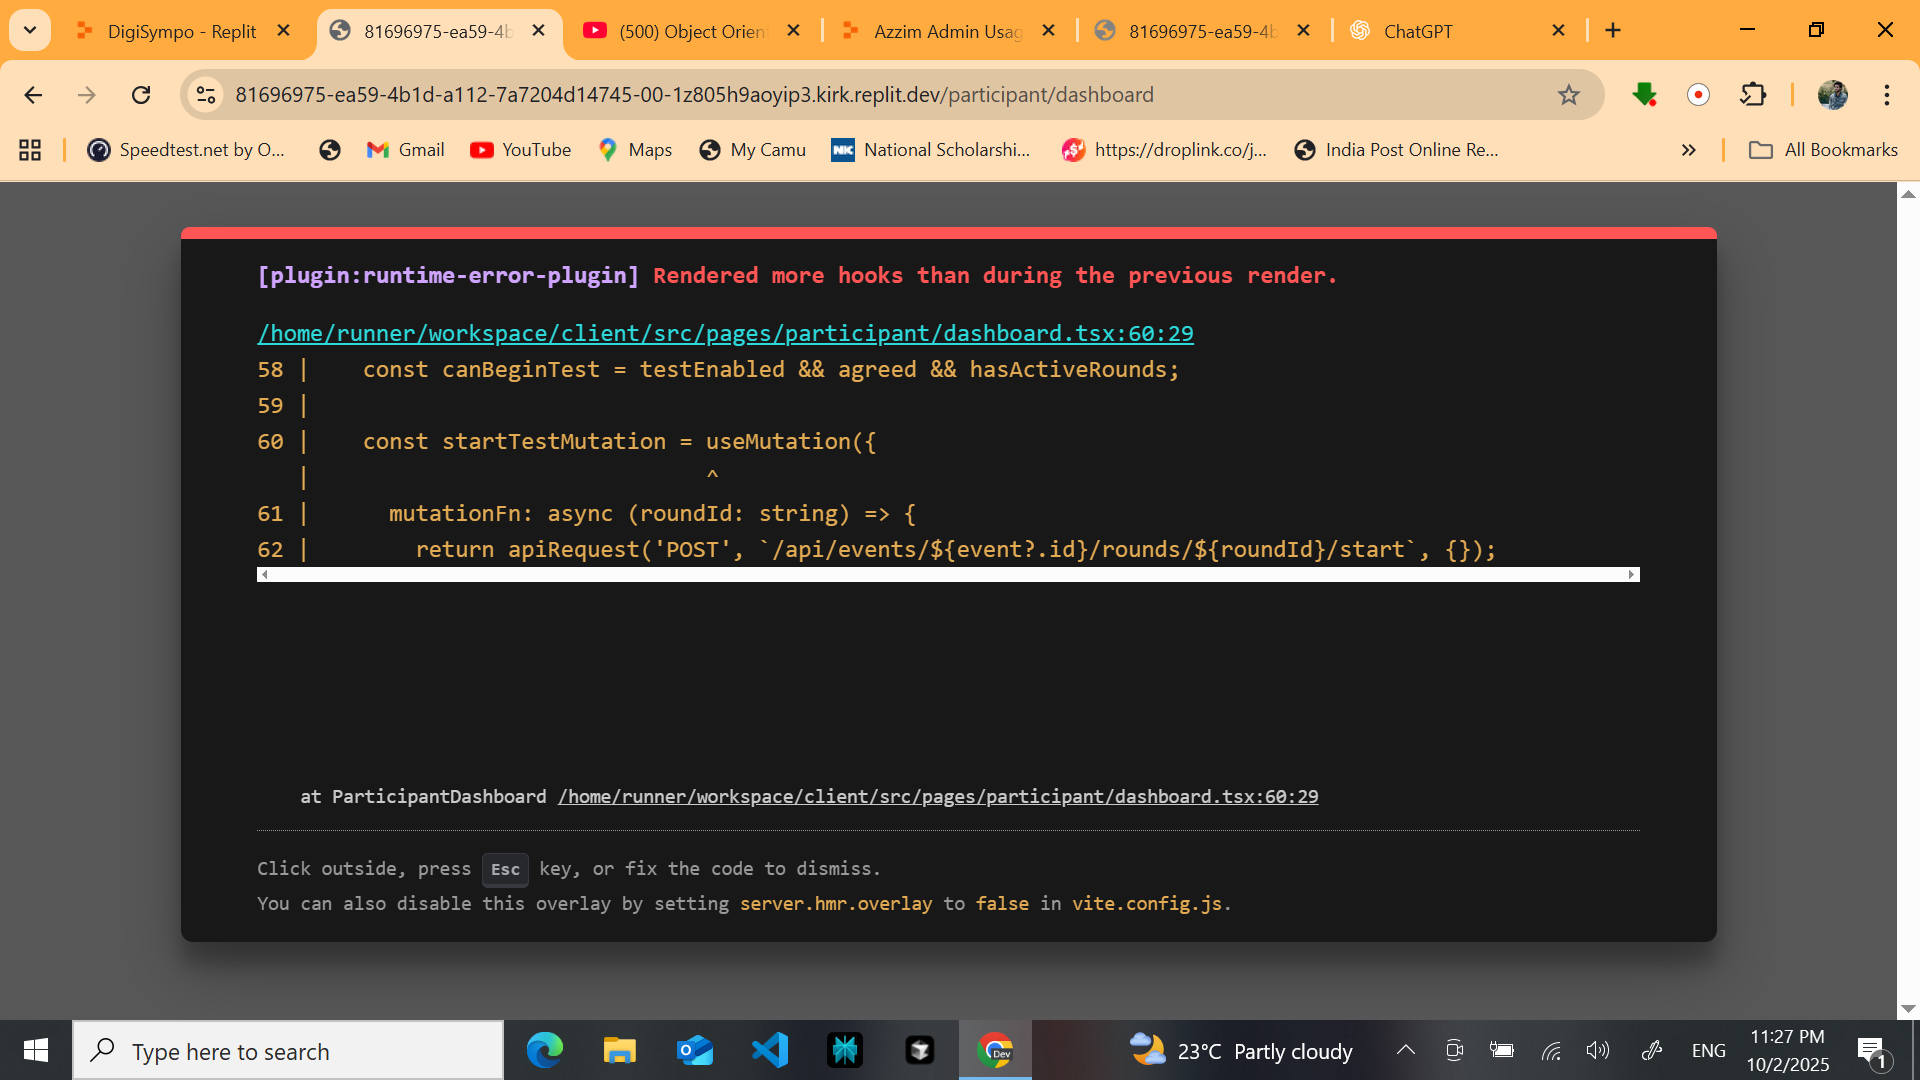 DigiSympo - Replit
81696975-ea59-4b
(500) Object Orien
Azzim Admin Usag
81696975-ea59-4b
ChatGPT
81696975-ea59-4b1d-a112-7a7204d14745-00-1z805h9aoyip3.kirk.replit.dev/participant/dashboard
Speedtest.net by O...
Gmail
YouTube
Maps
My Camu
NK
National Scholarshi...
https://droplink.co/j...
India Post Online Re...
All Bookmarks
[plugin:runtime-error-plugin] Rendered more hooks than during the previous render.
/home/runner/workspace/client/src/pages/participant/dashboard.tsx:60:29
58 |    const canBeginTest = testEnabled && agreed && hasActiveRounds;
59 |
60 |    const startTestMutation = useMutation({
   |                              ^
61 |      mutationFn: async (roundId: string) => {
62 |        return apiRequest('POST', `/api/events/${event?.id}/rounds/${roundId}/start`, {});
at ParticipantDashboard /home/runner/workspace/client/src/pages/participant/dashboard.tsx:60:29
Click outside, press Esc key, or fix the code to dismiss.
You can also disable this overlay by setting server.hmr.overlay to false in vite.config.js.
Type here to search
Dev
23°C Partly cloudy
ENG
11:27 PM
10/2/2025
1